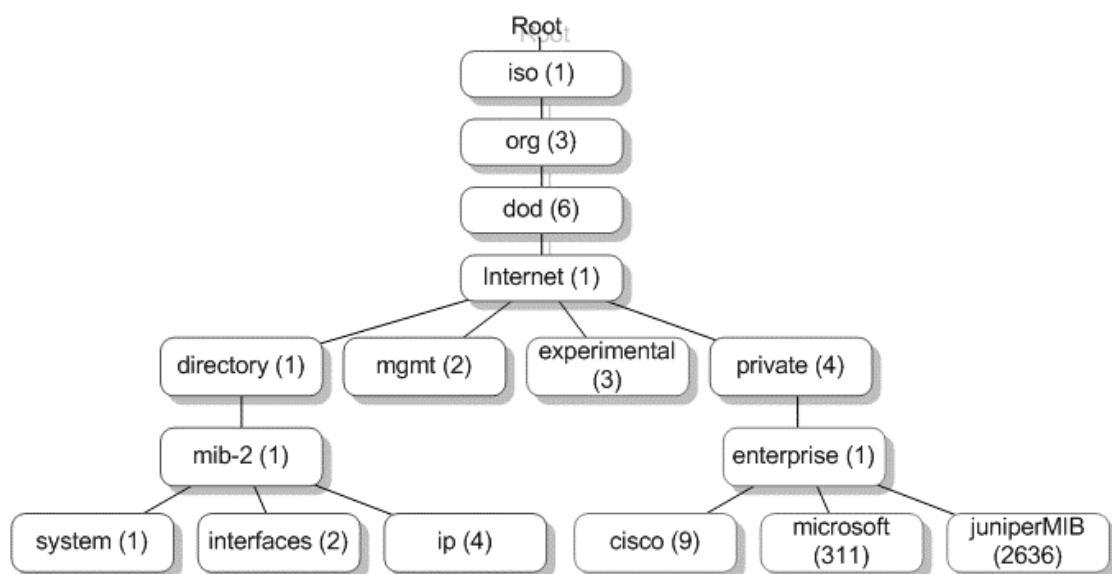 Root
iso (1)
org (3)
dod (6)
Internet (1)
directory (1)
mgmt (2)
experimental
(3)
private (4)
mib-2 (1)
enterprise (1)
system (1)
interfaces (2)
ip (4)
cisco (9)
microsoft
(311)
juniperMIB
(2636)